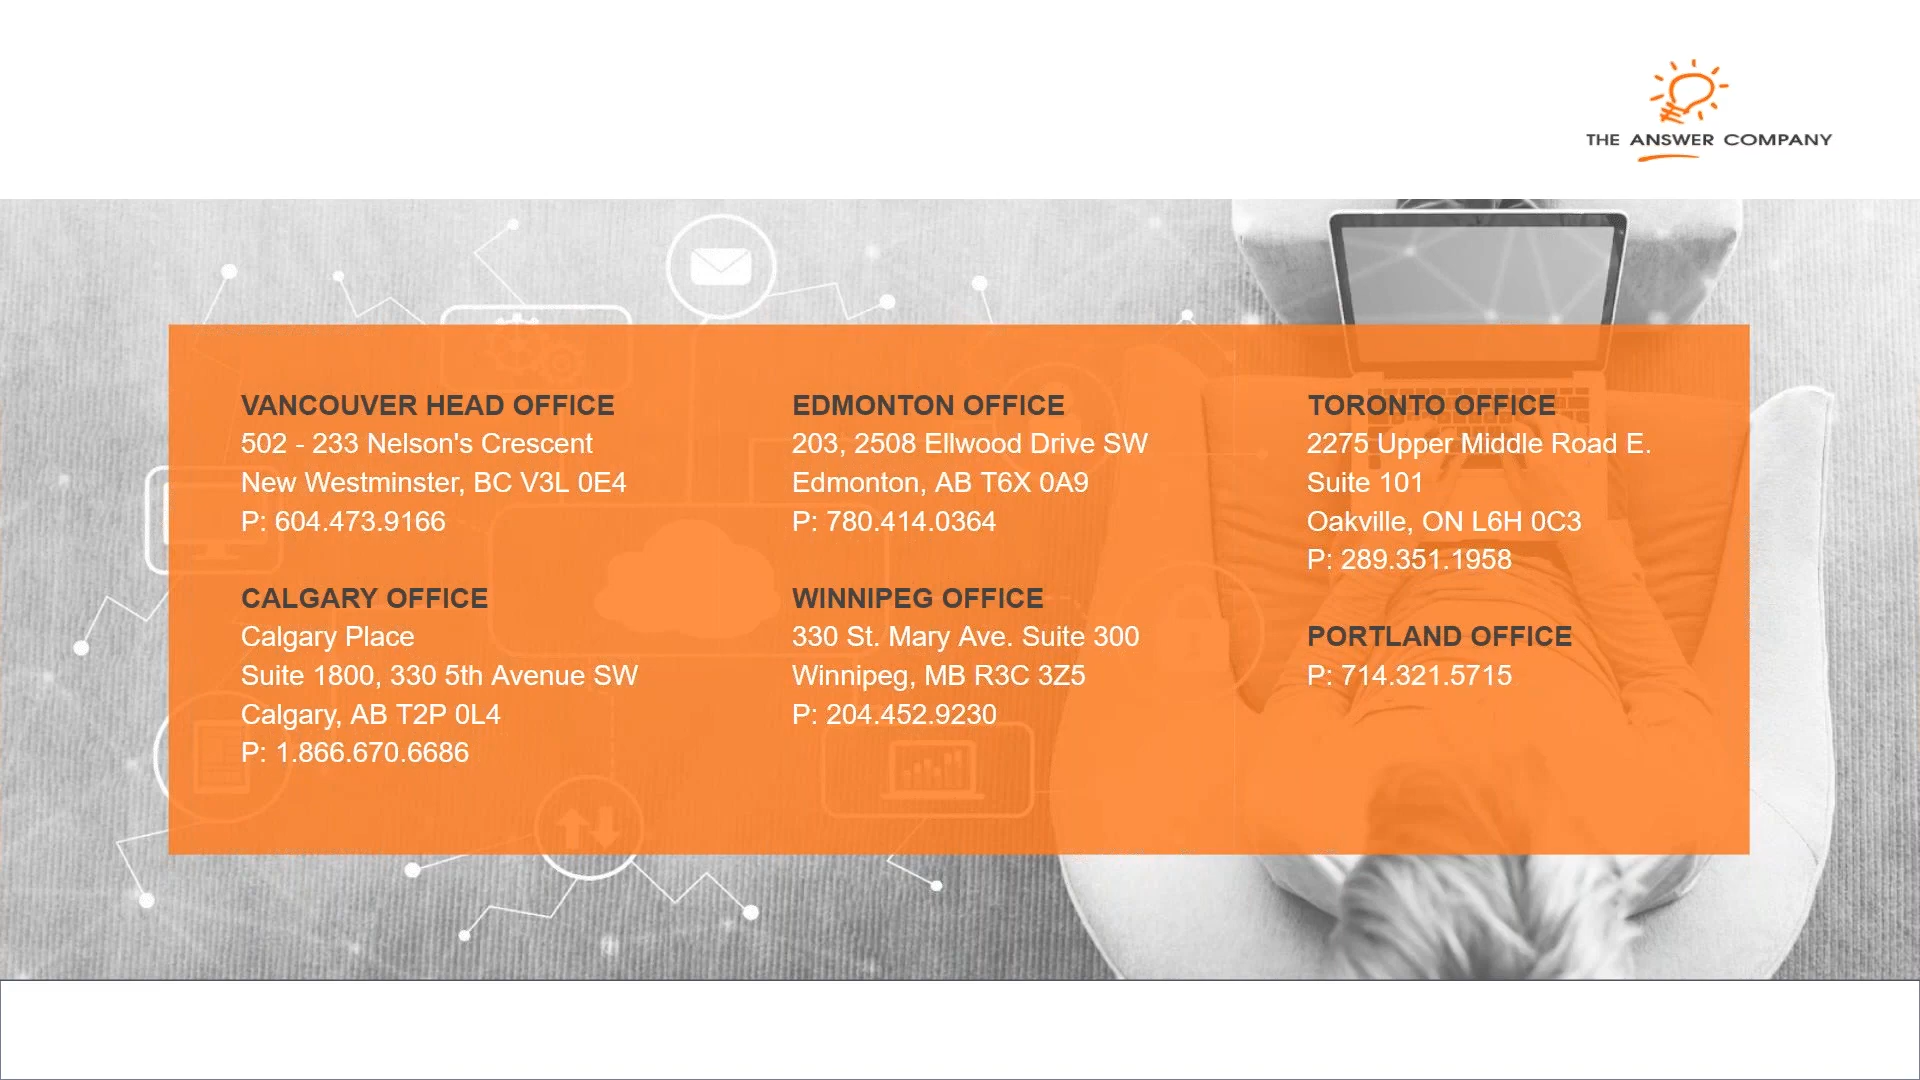 THE ANSWER COMPANY
VANCOUVER HEAD OFFICE
502 - 233 Nelson's Crescent
New Westminster, BC V3L 0E4
P: 604.473.9166
CALGARY OFFICE
Calgary Place
Suite 1800, 330 5th Avenue SW
Calgary, AB T2P 0L4
P: 1.866.670.6686
EDMONTON OFFICE
203, 2508 Ellwood Drive SW
Edmonton, AB T6X 0A9
P: 780.414.0364
WINNIPEG OFFICE
330 St. Mary Ave. Suite 300
Winnipeg, MB R3C 3Z5
P: 204.452.9230
TORONTO OFFICE
2275 Upper Middle Road E.
Suite 101
Oakville, ON L6H 0C3
P: 289.351.1958
PORTLAND OFFICE
P: 714.321.5715